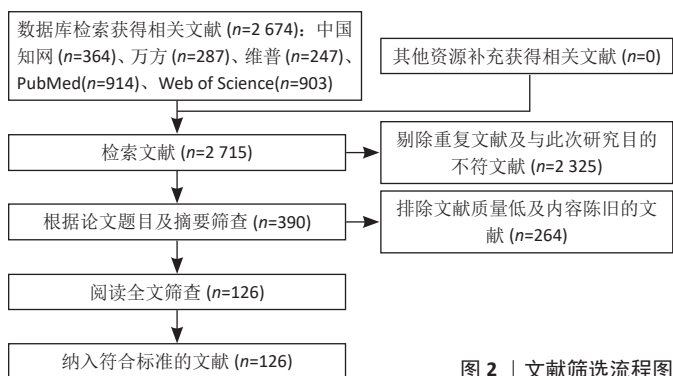 数据库检索获得相关文献 (n=2 674)：中国
知网 (n=364)、万方 (n=287)、维普 (n=247)、
PubMed(n=914)、Web of Science(n=903)
其他资源补充获得相关文献 (n=0)
检索文献 (n=2 715)
剔除重复文献及与此次研究目的
不符文献 (n=2 325)
根据论文题目及摘要筛查 (n=390)
排除文献质量低及内容陈旧的文
献 (n=264)
阅读全文筛查 (n=126)
纳入符合标准的文献 (n=126)
图 2 ｜文献筛选流程图